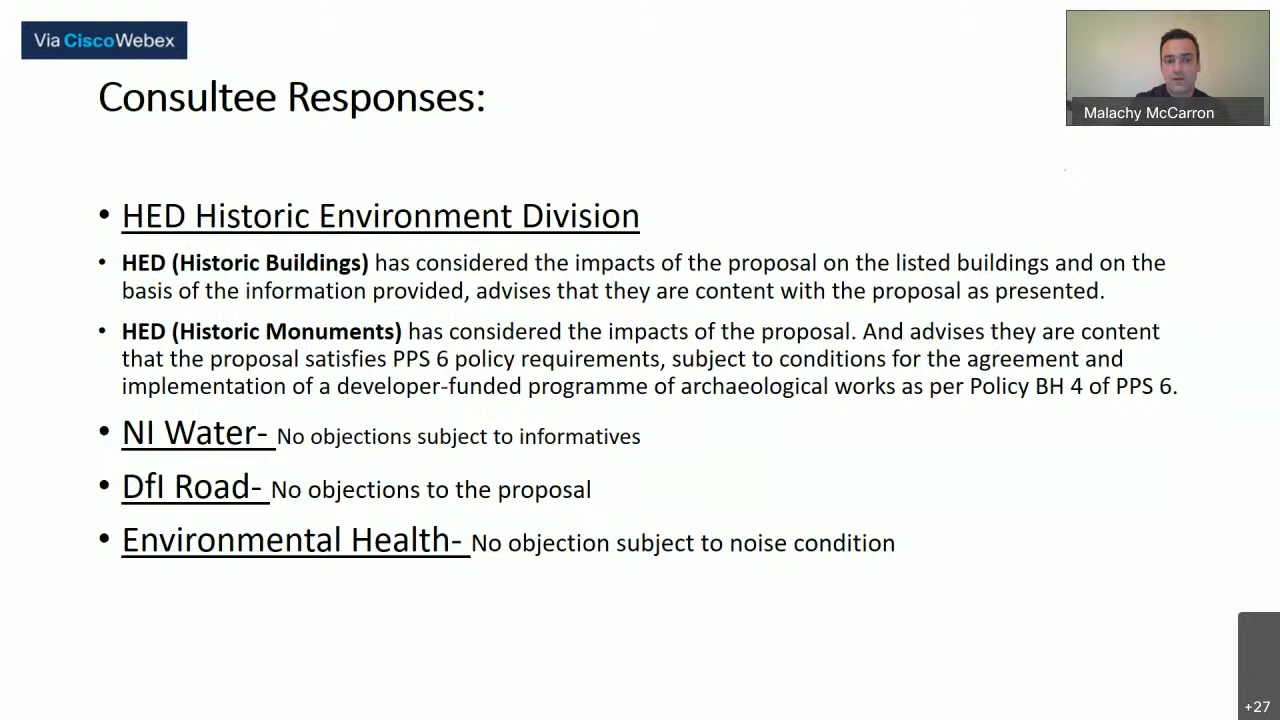 Via CiscoWebex
Malachy McCarron
Consultee Responses:
• HED Historic Environment Division
• HED (Historic Buildings) has considered the impacts of the proposal on the listed buildings and on the
basis of the information provided, advises that they are content with the proposal as presented.
• HED (Historic Monuments) has considered the impacts of the proposal. And advises they are content
that the proposal satisfies PPS 6 policy requirements, subject to conditions for the agreement and
implementation of a developer-funded programme of archaeological works as per Policy BH 4 of PPS 6.
• NI Water- No objections subject to informatives
• DfI Road- No objections to the proposal
• Environmental Health- No objection subject to noise condition
+27